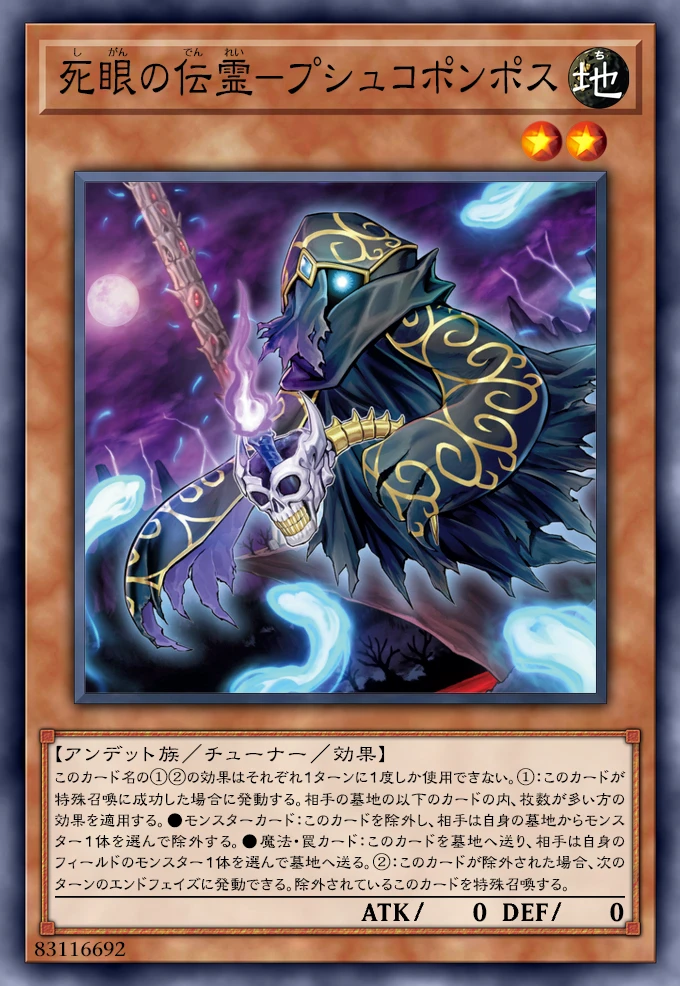 死眼の伝霊－プシュコポンポス
し がん でん れい
地
ち
【アンデット族／チューナー／効果】
このカード名の①②の効果はそれぞれ1ターンに1度しか使用できない。①：このカードが
特殊召喚に成功した場合に発動する。相手の墓地の以下のカードの内、枚数が多い方の
効果を適用する。●モンスターカード：このカードを除外し、相手は自身の墓地からモンス
ター1体を選んで除外する。●魔法・罠カード：このカードを墓地へ送り、相手は自身の
フィールドのモンスター1体を選んで墓地へ送る。②：このカードが除外された場合、次の
ターンのエンドフェイズに発動できる。除外されているこのカードを特殊召喚する。
ATK/ 0 DEF/ 0
83116692